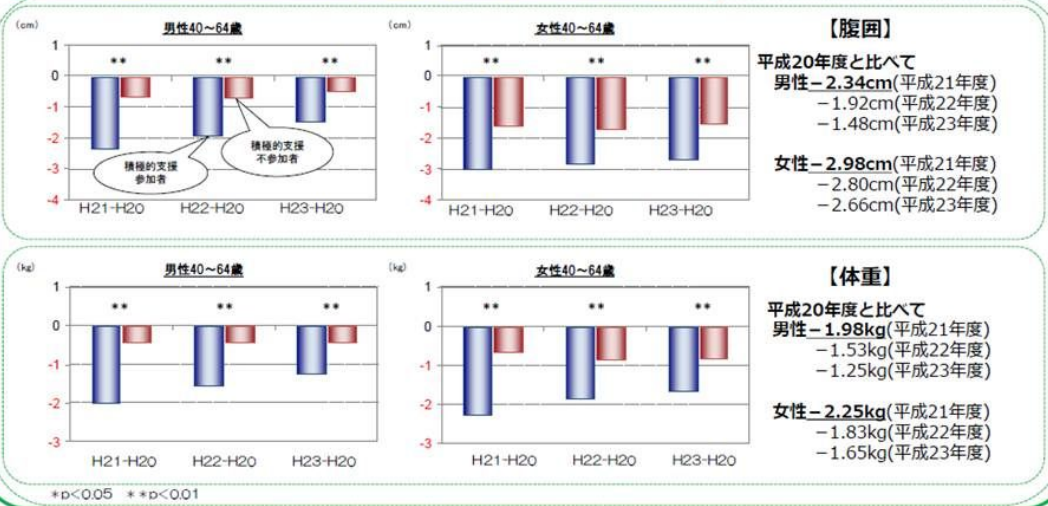 (cm)
男性40～64歳
1
0
-1
-2
-3
-4
**
**
**
積極的支援
参加者
積極的支援
不参加者
H21-H20
H22-H20
H23-H20
(cm)
女性40～64歳
1
0
-1
-2
-3
-4
**
**
**
H21-H20
H22-H20
H23-H20
【腹囲】
平成20年度と比べて
男性－2.34cm(平成21年度)
－1.92cm(平成22年度)
－1.48cm(平成23年度)
女性－2.98cm(平成21年度)
－2.80cm(平成22年度)
－2.66cm(平成23年度)
(kg)
男性40～64歳
1
0
-1
-2
-3
**
**
**
H21-H20
H22-H20
H23-H20
(kg)
女性40～64歳
1
0
-1
-2
-3
**
**
**
H21-H20
H22-H20
H23-H20
【体重】
平成20年度と比べて
男性－1.98kg(平成21年度)
－1.53kg(平成22年度)
－1.25kg(平成23年度)
女性－2.25kg(平成21年度)
－1.83kg(平成22年度)
－1.65kg(平成23年度)
*p<0.05 **p<0.01